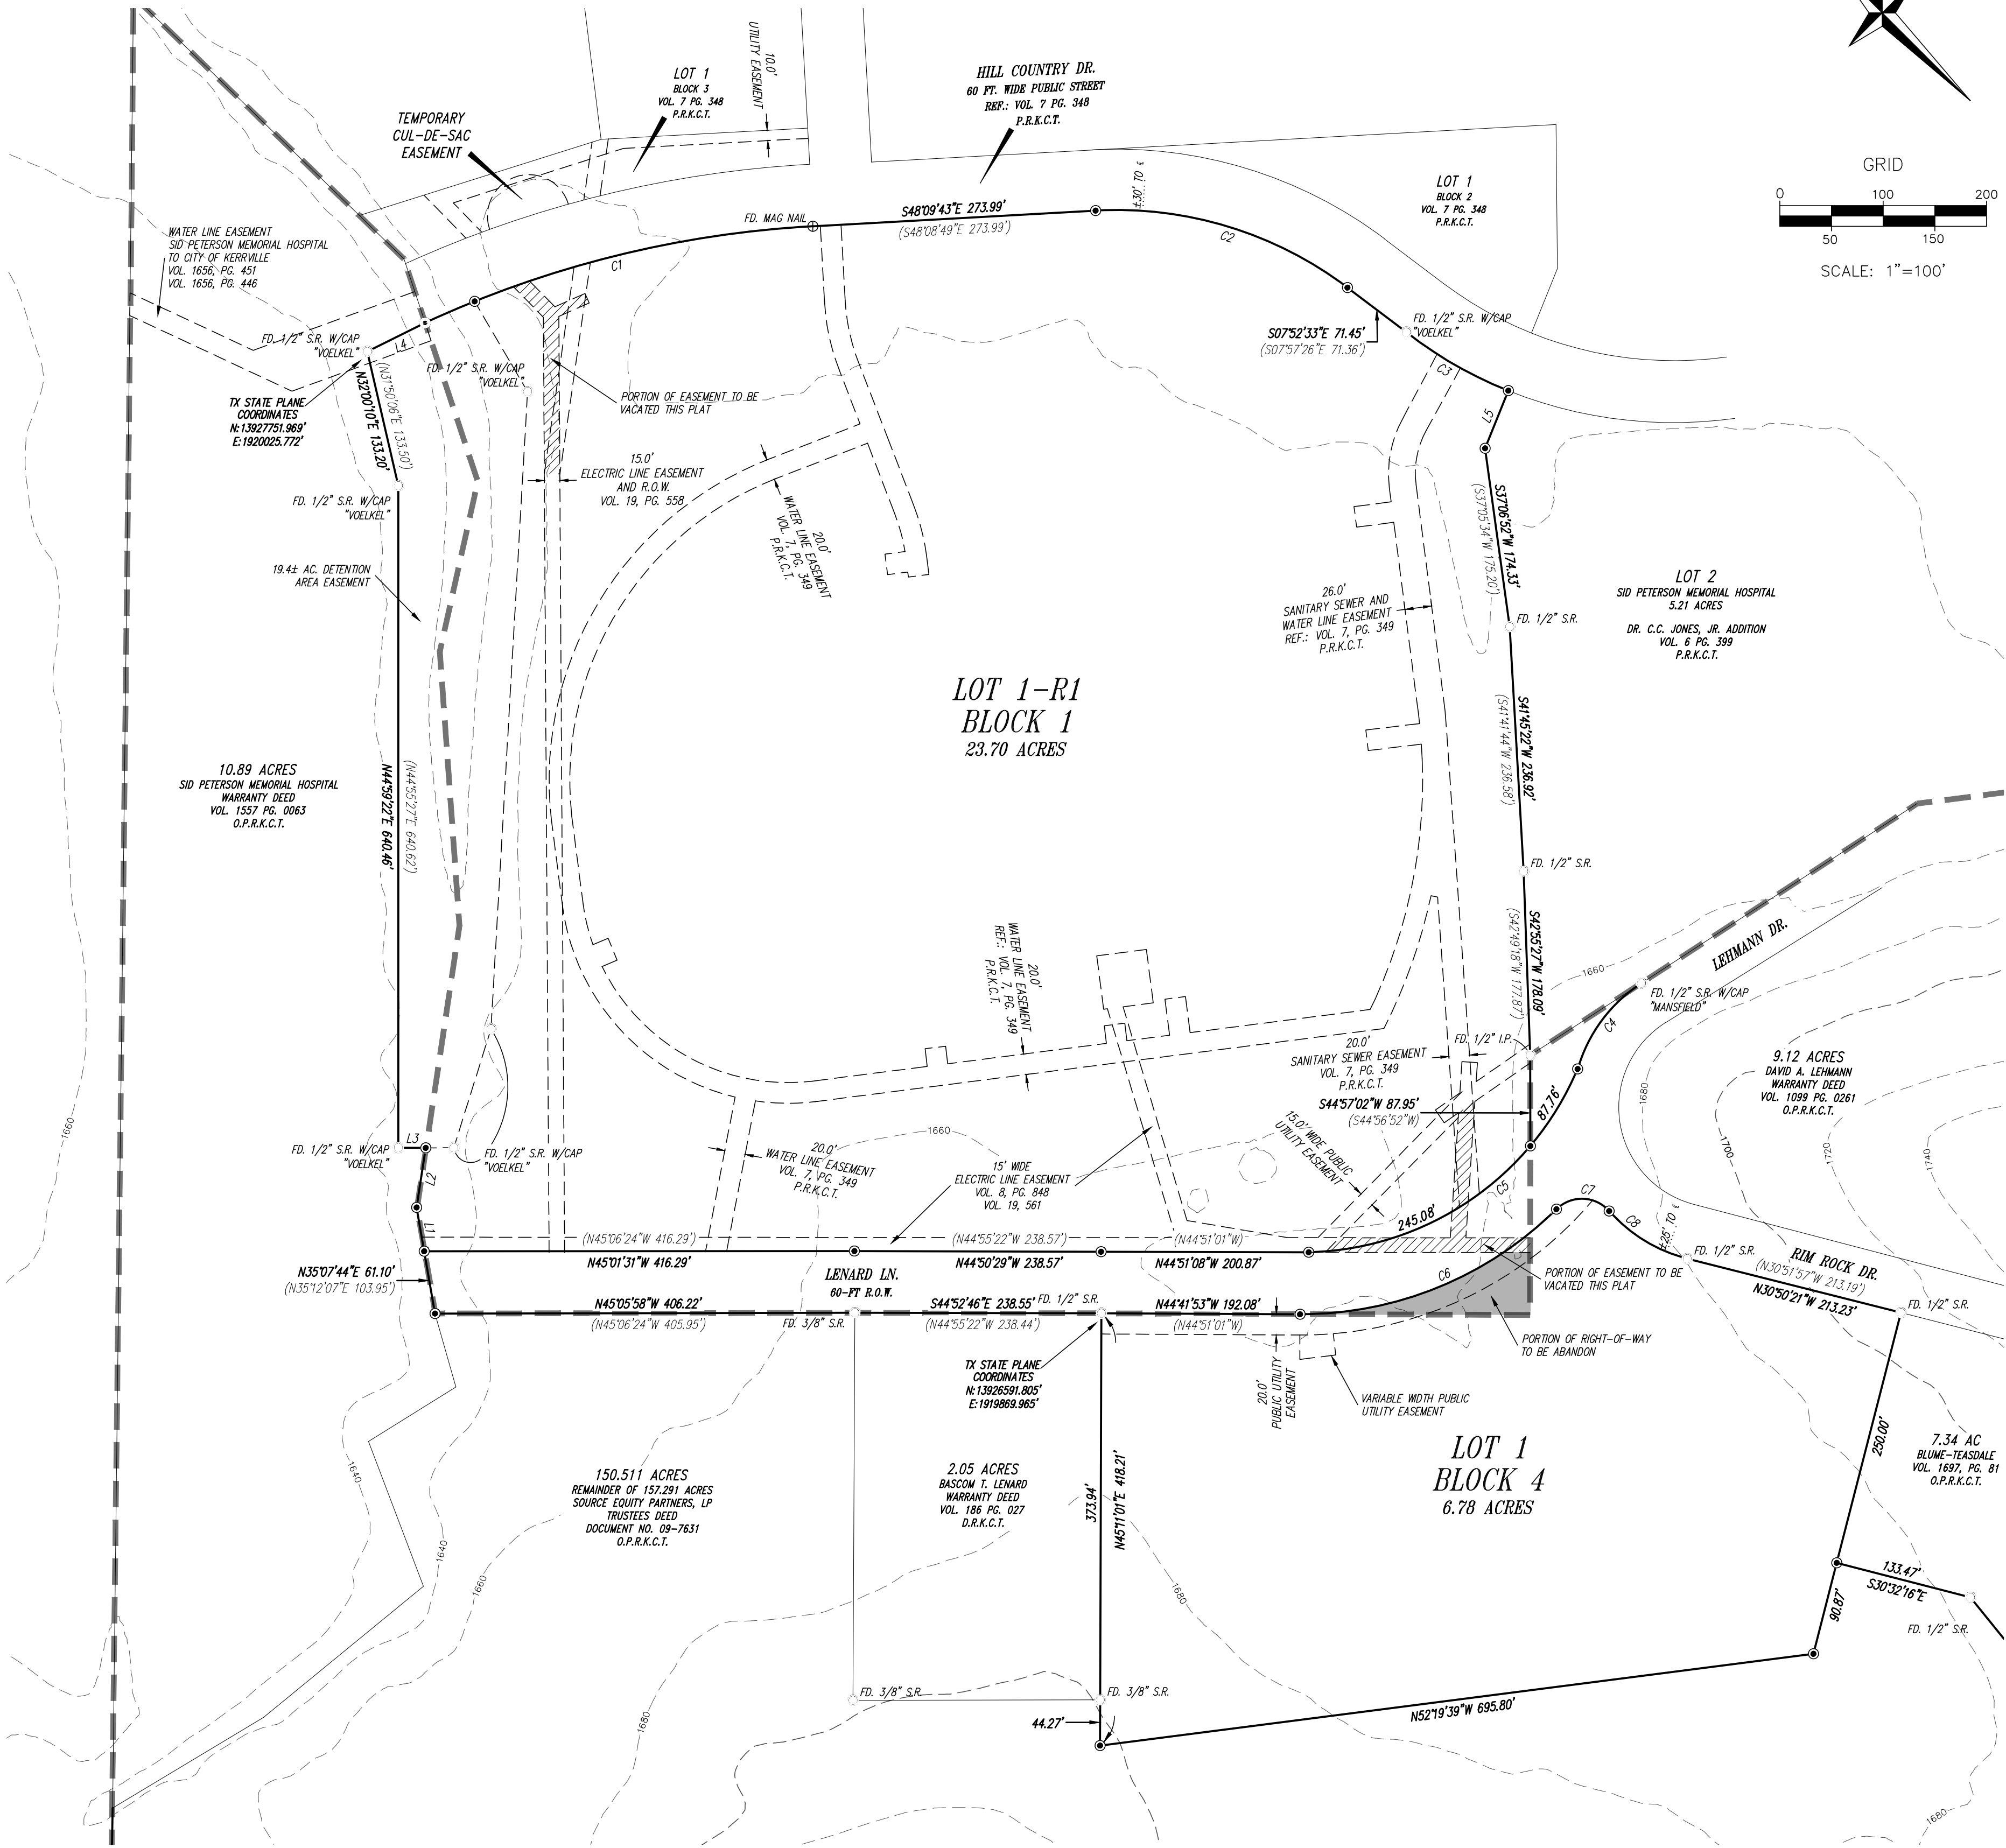 10.0'
UTILITY EASEMENT
LOT 1
BLOCK 3
VOL. 7 PG. 348
P.R.K.C.T.
HILL COUNTRY DR.
60 FT. WIDE PUBLIC STREET
REF.: VOL. 7 PG. 348
P.R.K.C.T.
TEMPORARY
CUL-DE-SAC
EASEMENT
GRID
0 100 200
50 150
SCALE: 1"=100'
±30' TO ℄
LOT 1
BLOCK 2
VOL. 7 PG. 348
P.R.K.C.T.
FD. MAG NAIL
S48°09'43"E 273.99'
(S48°08'49"E 273.99')
C1
C2
WATER LINE EASEMENT
SID PETERSON MEMORIAL HOSPITAL
TO CITY OF KERRVILLE
VOL. 1656, PG. 451
VOL. 1656, PG. 446
FD. 1/2" S.R. W/CAP
"VOELKEL"
L4
FD. 1/2" S.R. W/CAP
"VOELKEL"
N32°00'10"E 133.20'
(N31°50'06"E 133.50')
TX STATE PLANE
COORDINATES
N:13927751.969'
E:1920025.772'
PORTION OF EASEMENT TO BE
VACATED THIS PLAT
S07°52'33"E 71.45'
(S07°57'26"E 71.36')
FD. 1/2" S.R. W/CAP
"VOELKEL"
C3
L5
FD. 1/2" S.R. W/CAP
"VOELKEL"
15.0'
ELECTRIC LINE EASEMENT
AND R.O.W.
VOL. 19, PG. 558
20.0'
WATER LINE EASEMENT
VOL. 7, PG. 349
P.R.K.C.T.
S37°06'52"W 174.33'
(S37°05'34"W 175.20')
19.4± AC. DETENTION
AREA EASEMENT
26.0'
SANITARY SEWER AND
WATER LINE EASEMENT
REF.: VOL. 7, PG. 349
P.R.K.C.T.
FD. 1/2" S.R.
LOT 2
SID PETERSON MEMORIAL HOSPITAL
5.21 ACRES
DR. C.C. JONES, JR. ADDITION
VOL. 6 PG. 399
P.R.K.C.T.
LOT 1-R1
BLOCK 1
23.70 ACRES
S41°45'22"W 236.92'
(S41°41'44"W 236.58')
10.89 ACRES
SID PETERSON MEMORIAL HOSPITAL
WARRANTY DEED
VOL. 1557 PG. 0063
O.P.R.K.C.T.
N44°59'22"E 640.46'
(N44°55'27"E 640.62')
FD. 1/2" S.R.
S42°55'27"W 178.09'
(S42°49'18"W 177.87')
20.0'
WATER LINE EASEMENT
REF.: VOL. 7, PG. 349
P.R.K.C.T.
1660
LEHMANN DR.
FD. 1/2" S.R. W/CAP
"MANSFIELD"
C4
FD. 1/2" I.P.
20.0'
SANITARY SEWER EASEMENT
VOL. 7, PG. 349
P.R.K.C.T.
9.12 ACRES
DAVID A. LEHMANN
WARRANTY DEED
VOL. 1099 PG. 0261
O.P.R.K.C.T.
1680
1700
1720
1740
1660
S44°57'02"W 87.95'
(S44°56'52"W)
87.76'
15.0' WIDE PUBLIC
UTILITY EASEMENT
1660
FD. 1/2" S.R. W/CAP
"VOELKEL"
L3
FD. 1/2" S.R. W/CAP
"VOELKEL"
L2
L1
20.0'
WATER LINE EASEMENT
VOL. 7, PG. 349
P.R.K.C.T.
15' WIDE
ELECTRIC LINE EASEMENT
VOL. 8, PG. 848
VOL. 19, 561
C5
245.08'
C7
C8
±25' TO ℄
(N45°06'24"W 416.29')
(N44°55'22"W 238.57')
(N44°51'01"W)
N45°01'31"W 416.29'
N44°50'29"W 238.57'
N44°51'08"W 200.87'
N35°07'44"E 61.10'
(N35°12'07"E 103.95')
LENARD LN.
60-FT R.O.W.
C6
FD. 1/2" S.R.
RIM ROCK DR.
(N30°51'57"W 213.19')
N30°50'21"W 213.23'
FD. 1/2" S.R.
PORTION OF EASEMENT TO BE
VACATED THIS PLAT
N45°05'58"W 406.22'
(N45°06'24"W 405.95')
FD. 3/8" S.R.
S44°52'46"E 238.55'
(N44°55'22"W 238.44')
FD. 1/2" S.R.
N44°41'53"W 192.08'
(N44°51'01"W)
PORTION OF RIGHT-OF-WAY
TO BE ABANDON
TX STATE PLANE
COORDINATES
N:13926591.805'
E:1919869.965'
20.0'
PUBLIC UTILITY
EASEMENT
VARIABLE WIDTH PUBLIC
UTILITY EASEMENT
LOT 1
BLOCK 4
6.78 ACRES
250.00'
7.34 AC
BLUME-TEASDALE
VOL. 1697, PG. 81
O.P.R.K.C.T.
1640
150.511 ACRES
REMAINDER OF 157.291 ACRES
SOURCE EQUITY PARTNERS, LP
TRUSTEES DEED
DOCUMENT NO. 09-7631
O.P.R.K.C.T.
2.05 ACRES
BASCOM T. LENARD
WARRANTY DEED
VOL. 186 PG. 027
D.R.K.C.T.
373.94'
N45°11'01"E 418.21'
1640
1660
1680
133.47'
S30°32'16"E
90.87'
FD. 1/2" S.R.
FD. 3/8" S.R.
FD. 3/8" S.R.
1680
44.27'
N52°19'39"W 695.80'
1680